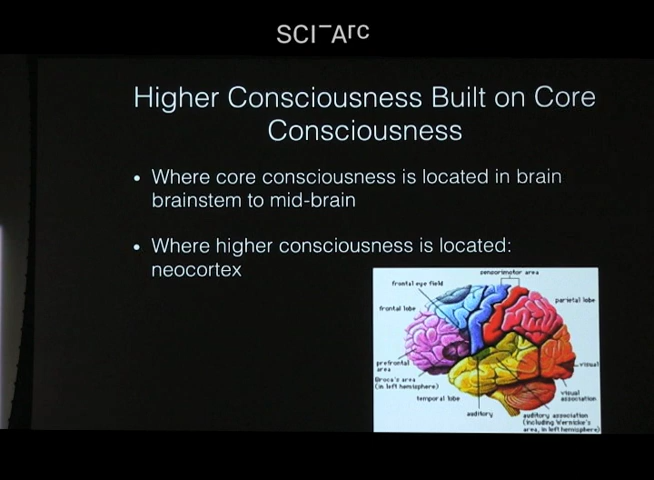 SCI-Arc
Higher Consciousness Built on Core
Consciousness
• Where core consciousness is located in brain
brainstem to mid-brain
• Where higher consciousness is located:
neocortex
sensorimotor area
frontal eye field
parietal lobe
frontal lobe
prefrontal
area
visual
Broca's area
(in left hemisphere)
visual
association
temporal lobe
auditory
auditory association
(including Wernicke's
area, in left hemisphere)